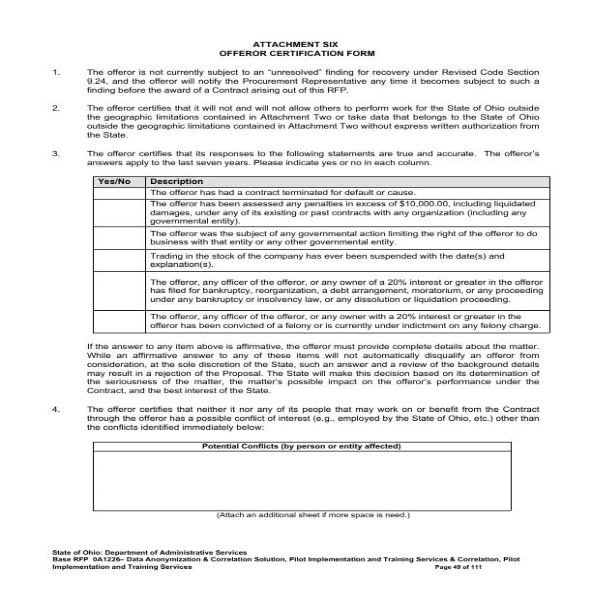 ATTACHMENT SIX
OFFEROR CERTIFICATION FORM
1. The offeror is not currently subject to an "unresolved" finding for recovery under Revised Code Section
9.24, and the offeror will notify the Procurement Representative any time it becomes subject to such a
finding before the award of a Contract arising out of this RFP.
2. The offeror certifies that it will not and will not allow others to perform work for the State of Ohio outside
the geographic limitations contained in Attachment Two or take data that belongs to the State of Ohio
outside the geographic limitations contained in Attachment Two without express written authorization from
the State.
3. The offeror certifies that its responses to the following statements are true and accurate. The offeror's
answers apply to the last seven years. Please indicate yes or no in each column.
Yes/No Description
The offeror has had a contract terminated for default or cause.
The offeror has been assessed any penalties in excess of $10,000.00, including liquidated
damages, under any of its existing or past contracts with any organization (including any
governmental entity).
The offeror was the subject of any governmental action limiting the right of the offeror to do
business with that entity or any other governmental entity.
Trading in the stock of the company has ever been suspended with the date(s) and
explanation(s).
The offeror, any officer of the offeror, or any owner of a 20% interest or greater in the offeror
has filed for bankruptcy, reorganization, a debt arrangement, moratorium, or any proceeding
under any bankruptcy or insolvency law, or any dissolution or liquidation proceeding.
The offeror, any officer of the offeror, or any owner with a 20% interest or greater in the
offeror has been convicted of a felony or is currently under indictment on any felony charge.
If the answer to any item above is affirmative, the offeror must provide complete details about the matter.
While an affirmative answer to any of these items will not automatically disqualify an offeror from
consideration, at the sole discretion of the State, such an answer and a review of the background details
may result in a rejection of the Proposal. The State will make this decision based on its determination of
the seriousness of the matter, the matter's possible impact on the offeror's performance under the
Contract, and the best interest of the State.
4. The offeror certifies that neither it nor any of its people that may work on or benefit from the Contract
through the offeror has a possible conflict of interest (e.g., employed by the State of Ohio, etc.) other than
the conflicts identified immediately below:
Potential Conflicts (by person or entity affected)
(Attach an additional sheet if more space is need.)
State of Ohio: Department of Administrative Services
Base RFP 0A1226– Data Anonymization & Correlation Solution, Pilot Implementation and Training Services & Correlation, Pilot
Implementation and Training Services Page 49 of 111